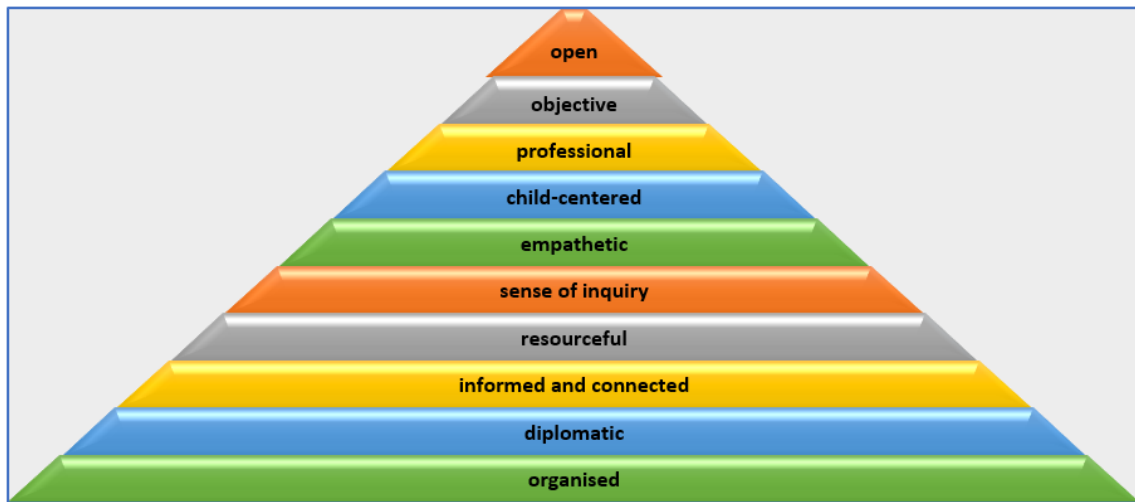 open
objective
professional
child-centered
empathetic
sense of inquiry
resourceful
informed and connected
diplomatic
organised